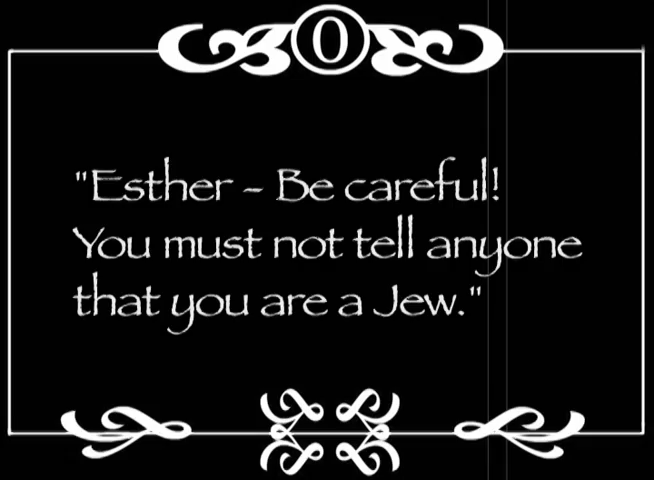 O
"Esther - Be careful!
You must not tell anyone
that you are a Jew."